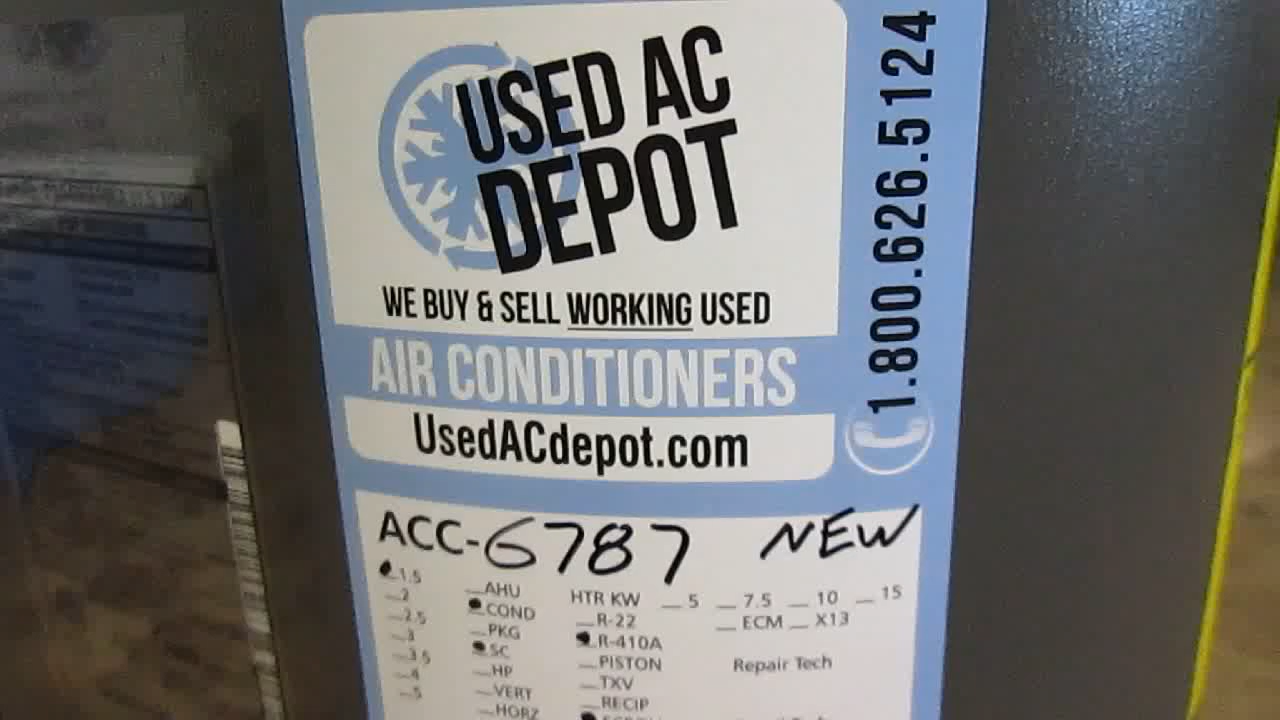 USED AC
DEPOT
WE BUY & SELL WORKING USED
AIR CONDITIONERS
UsedACdepot.com
1.800.626.5124
ACC-6787 NEW
1.5
2
2.5
3
3.5
4
5
AHU
COND
PKG
SC
HP
VERY
HORZ
HTR KW 5 7.5 10 15
R-22 ECM X13
R-410A
PISTON Repair Tech
TXV
RECIP